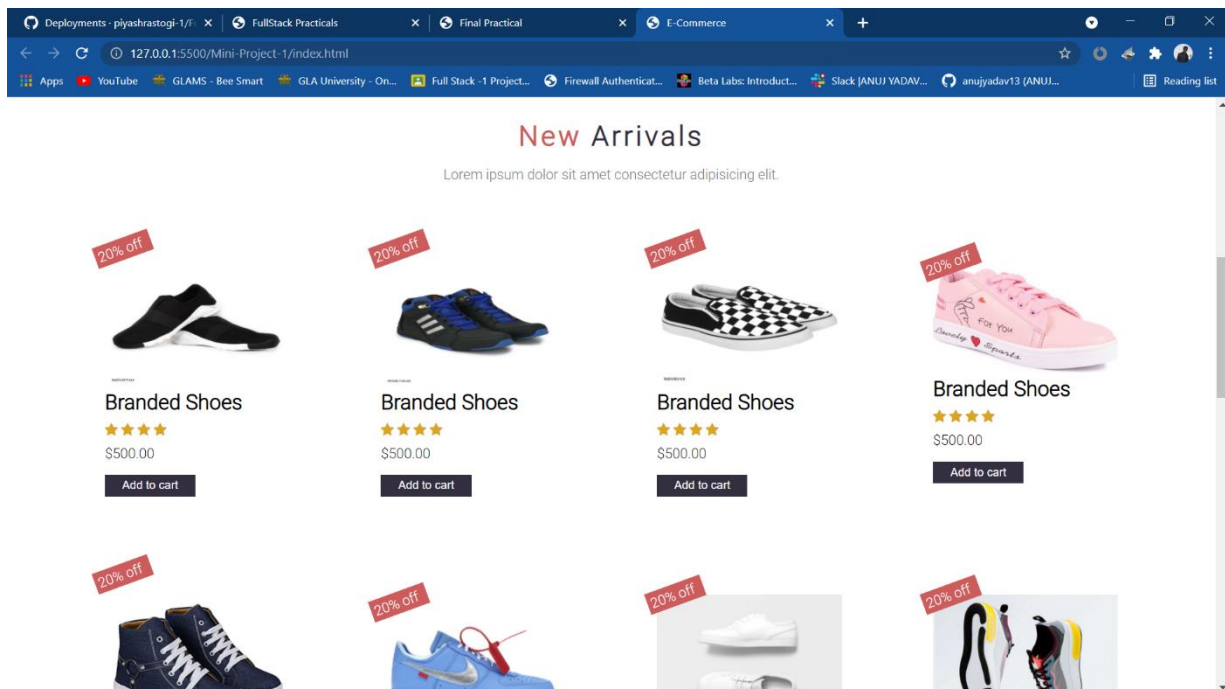 Deployments · piyashrastogi-1/F
FullStack Practicals
Final Practical
E-Commerce
127.0.0.1:5500/Mini-Project-1/index.html
Apps
YouTube
GLAMS - Bee Smart
GLA University - On...
Full Stack -1 Project...
Firewall Authenticat...
Beta Labs: Introduct...
Slack |ANUJ YADAV...
anujyadav13 (ANUJ...
Reading list
New Arrivals
Lorem ipsum dolor sit amet consectetur adipisicing elit.
20% off
20% off
20% off
20% off
FOR YOU
Lovely
Sports
Branded Shoes
Branded Shoes
Branded Shoes
Branded Shoes
$500.00
$500.00
$500.00
$500.00
Add to cart
Add to cart
Add to cart
Add to cart
20% off
20% off
20% off
20% off